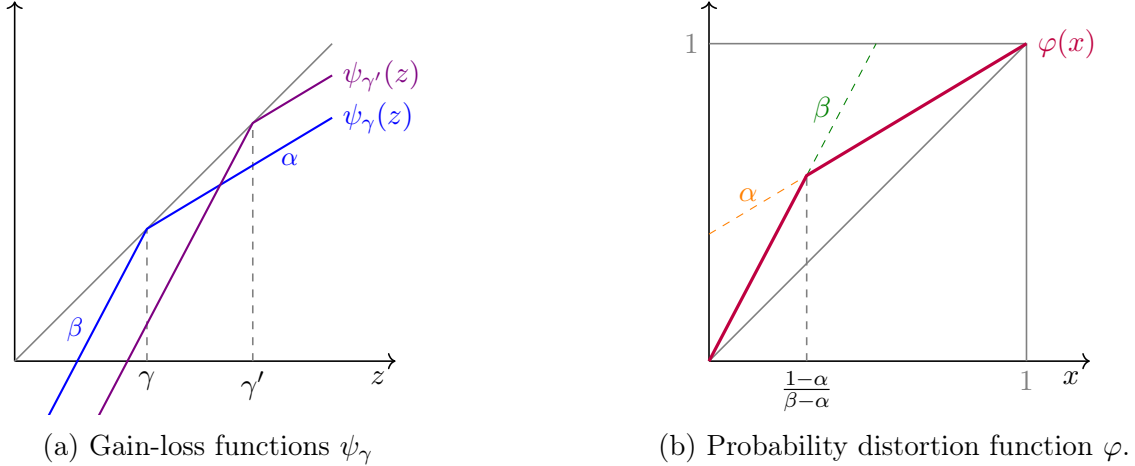 ψγ′(z)
ψγ(z)
α
β
γ
γ′
z
(a) Gain-loss functions ψγ
1
φ(x)
β
α
1−α
β−α
1
x
(b) Probability distortion function φ.